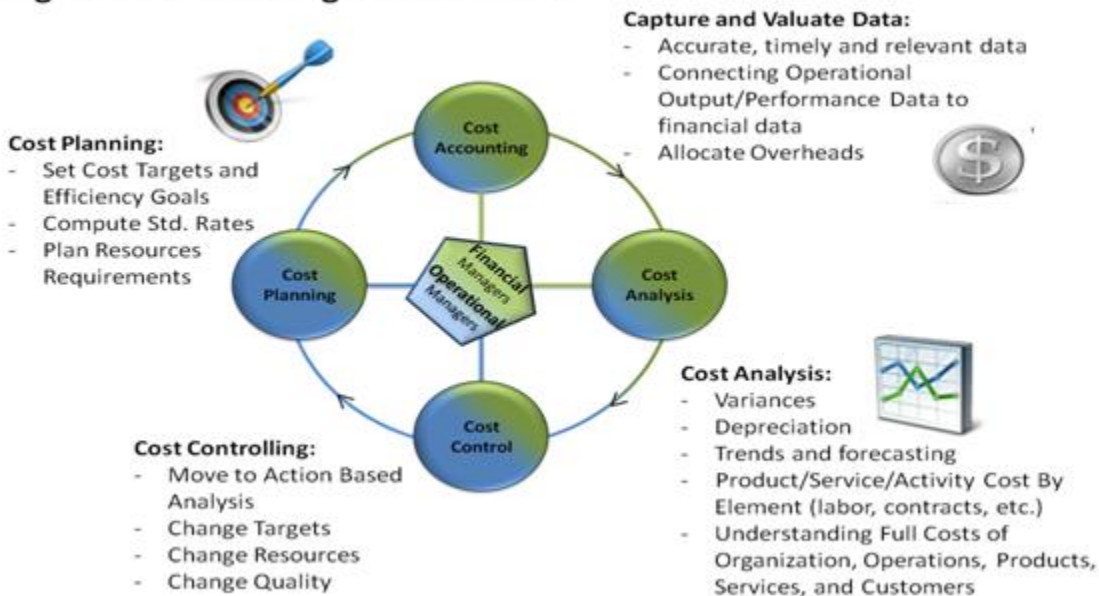 Capture and Valuate Data:
- Accurate, timely and relevant data
- Connecting Operational
Output/Performance Data to
financial data
- Allocate Overheads
Cost Planning:
- Set Cost Targets and
Efficiency Goals
- Compute Std. Rates
- Plan Resources
Requirements
Cost
Accounting
Cost
Planning
Financial
Managers
Operational
Managers
Cost
Analysis
Cost
Control
Cost Analysis:
- Variances
- Depreciation
- Trends and forecasting
- Product/Service/Activity Cost By
Element (labor, contracts, etc.)
- Understanding Full Costs of
Organization, Operations, Products,
Services, and Customers
Cost Controlling:
- Move to Action Based
Analysis
- Change Targets
- Change Resources
- Change Quality
$